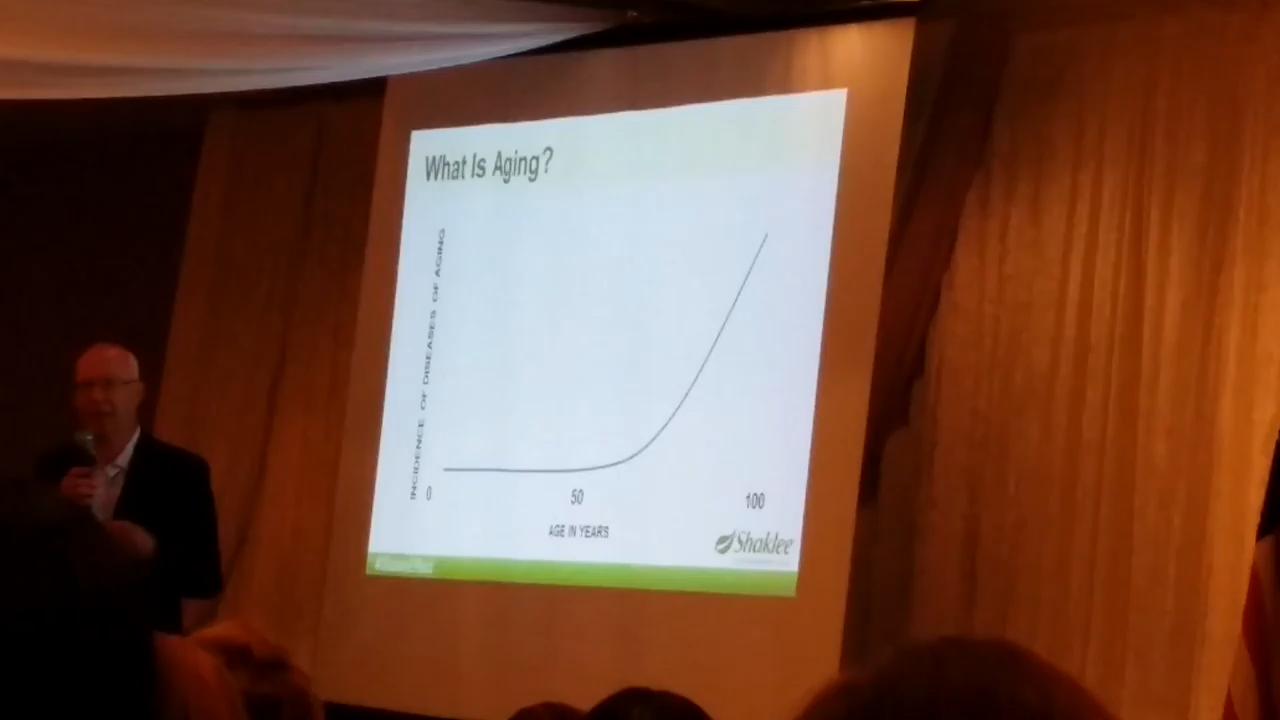 What Is Aging?
INCIDENCE OF DISEASES OF AGING
0
50
100
AGE IN YEARS
Shaklee